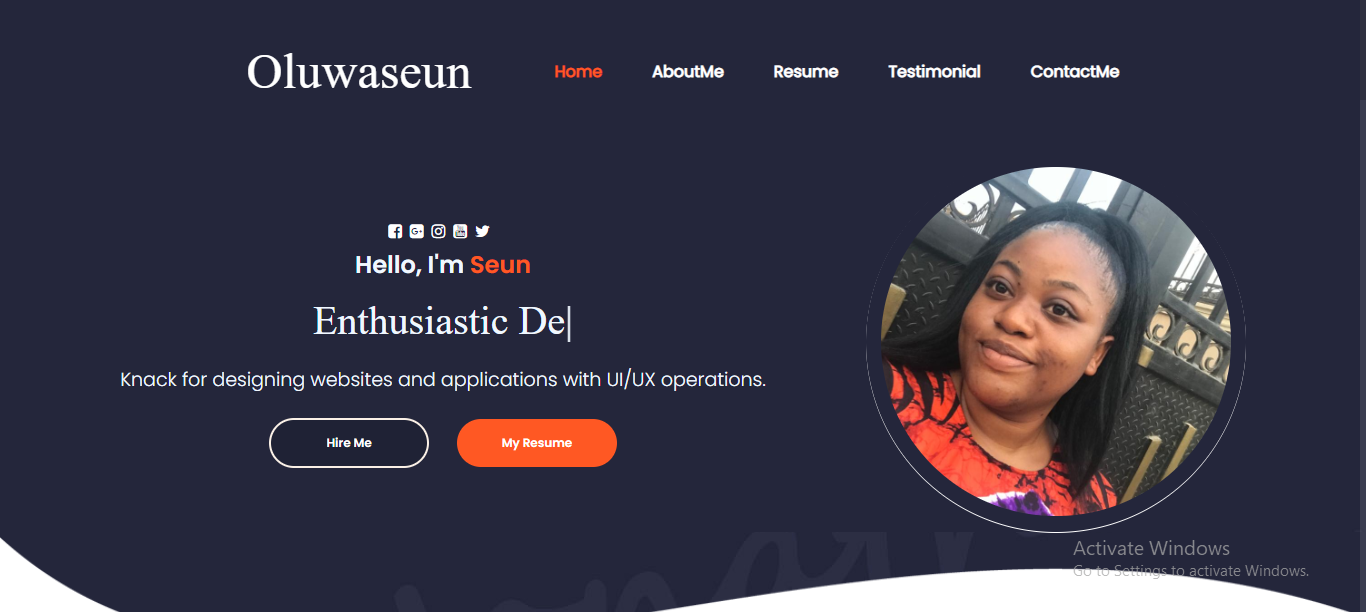 Oluwaseun Home AboutMe Resume Testimonial ContactMe
Hello, I'm Seun
Enthusiastic De|
Knack for designing websites and applications with UI/UX operations.
Hire Me My Resume
Activate Windows
Go to Settings to activate Windows.